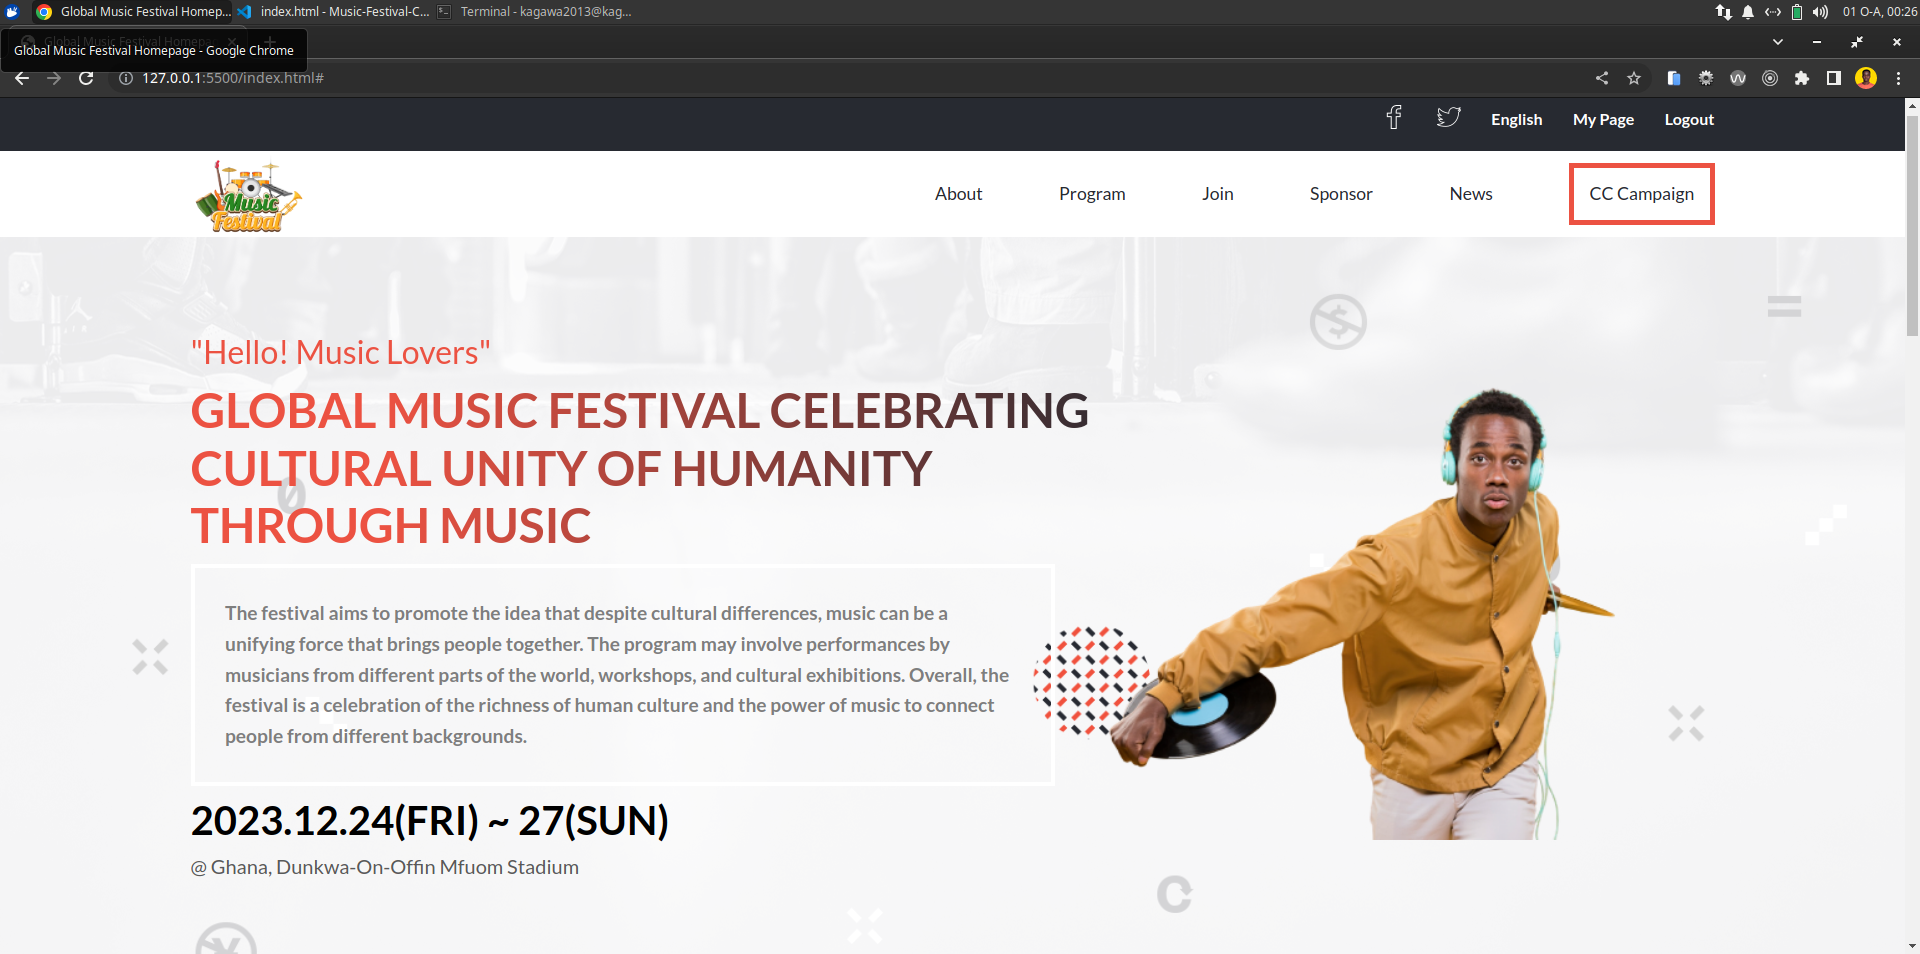 Global Music Festival Homep...
index.html - Music-Festival-C...
Terminal - kagawa2013@kag...
01 O-A, 00:26
Global Music Festival Homepage - Google Chrome
127.0.0.1:5500/index.html#
English
My Page
Logout
Music
Festival
About
Program
Join
Sponsor
News
CC Campaign
"Hello! Music Lovers"
GLOBAL MUSIC FESTIVAL CELEBRATING
CULTURAL UNITY OF HUMANITY
THROUGH MUSIC
The festival aims to promote the idea that despite cultural differences, music can be a
unifying force that brings people together. The program may involve performances by
musicians from different parts of the world, workshops, and cultural exhibitions. Overall, the
festival is a celebration of the richness of human culture and the power of music to connect
people from different backgrounds.
2023.12.24(FRI) ~ 27(SUN)
@ Ghana, Dunkwa-On-Offin Mfuom Stadium